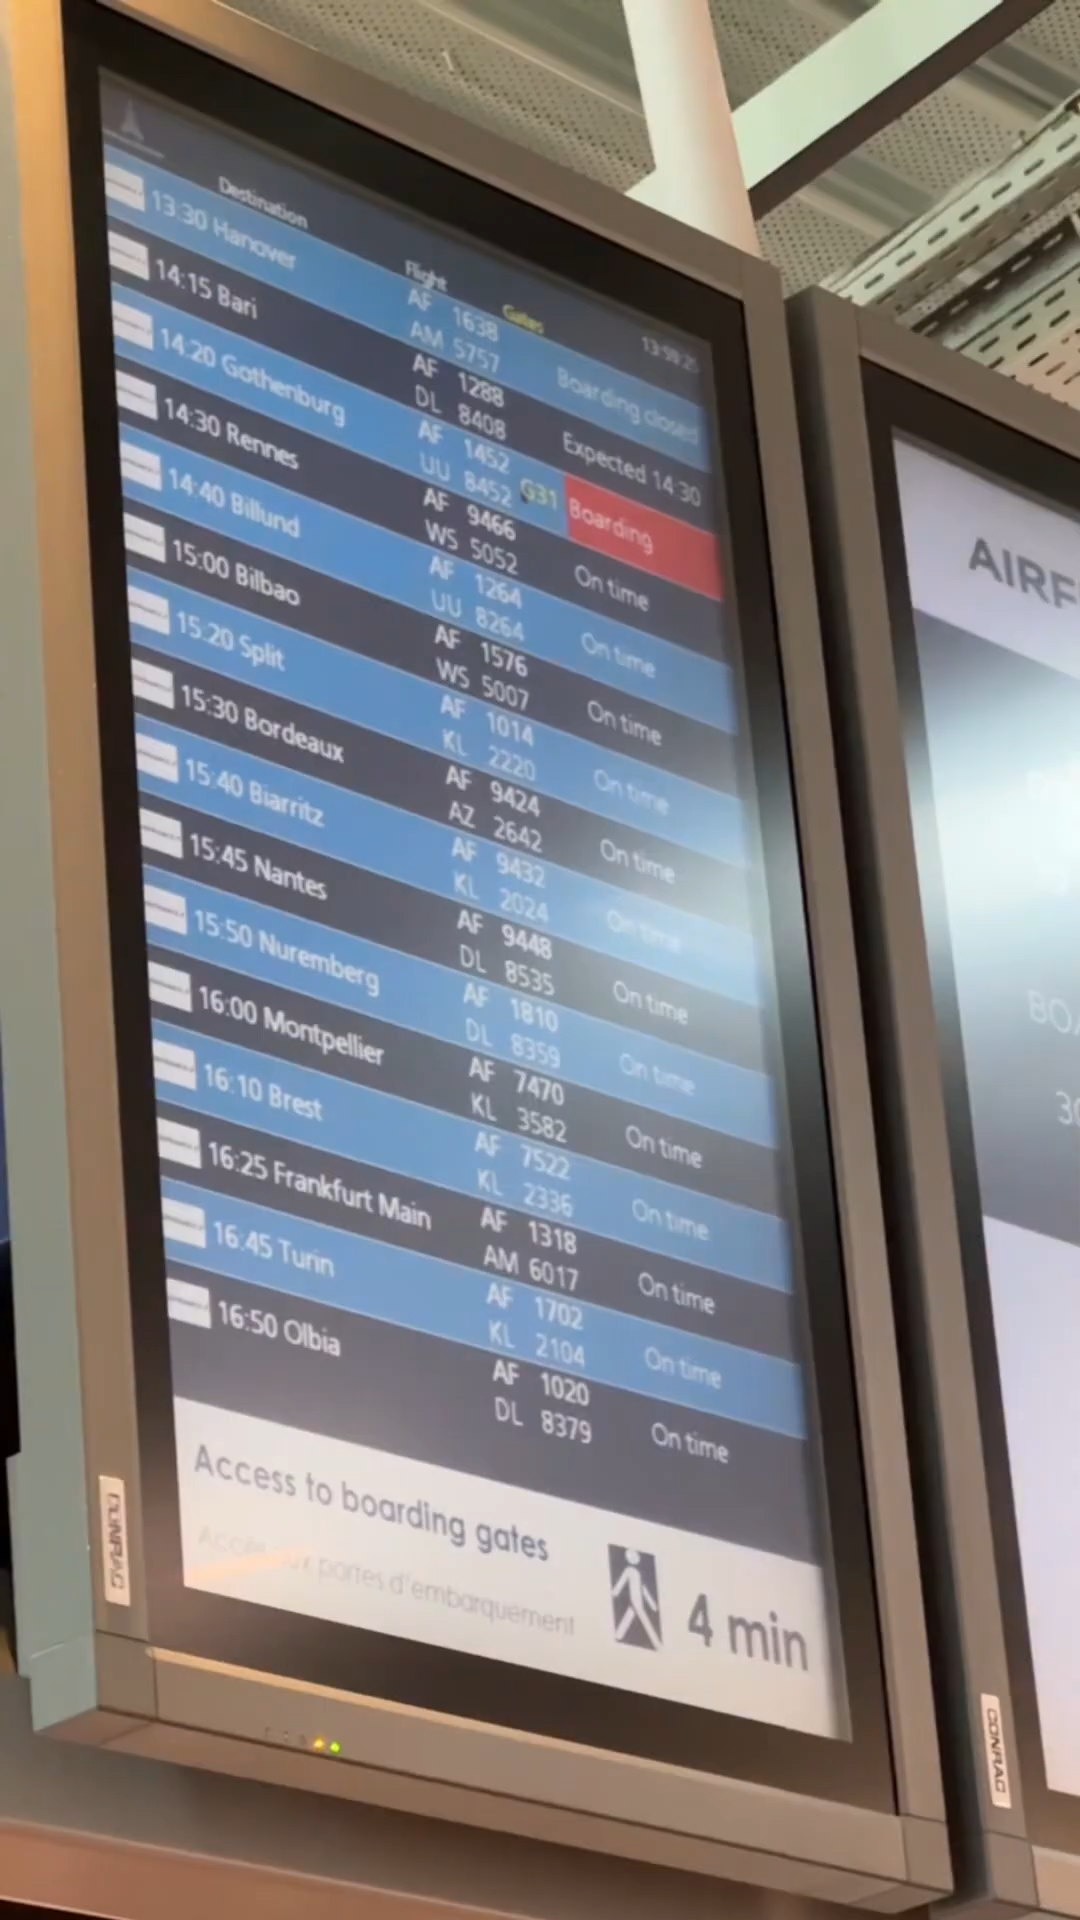 Destination Flight Gates
13:30 Hanover AF 1638 Boarding closed
AM 5757
14:15 Bari AF 1288 Expected 14:30
DL 8408
14:20 Gothenburg AF 1452 G31 Boarding
UU 8452
14:30 Rennes AF 9466 On time
WS 5052
14:40 Billund AF 1264 On time
UU 8264
15:00 Bilbao AF 1576 On time
WS 5007
15:20 Split AF 1014 On time
KL 2220
15:30 Bordeaux AF 9424 On time
AZ 2642
15:40 Biarritz AF 9432 On time
KL 2024
15:45 Nantes AF 9448 On time
DL 8535
15:50 Nuremberg AF 1810 On time
DL 8359
16:00 Montpellier AF 7470 On time
KL 3582
16:10 Brest AF 7522 On time
KL 2336
16:25 Frankfurt Main AF 1318 On time
AM 6017
16:45 Turin AF 1702 On time
KL 2104
16:50 Olbia AF 1020 On time
DL 8379
Access to boarding gates
Accès aux portes d'embarquement
4 min
CONRAC
AIRF
BOA
30
CONRAC